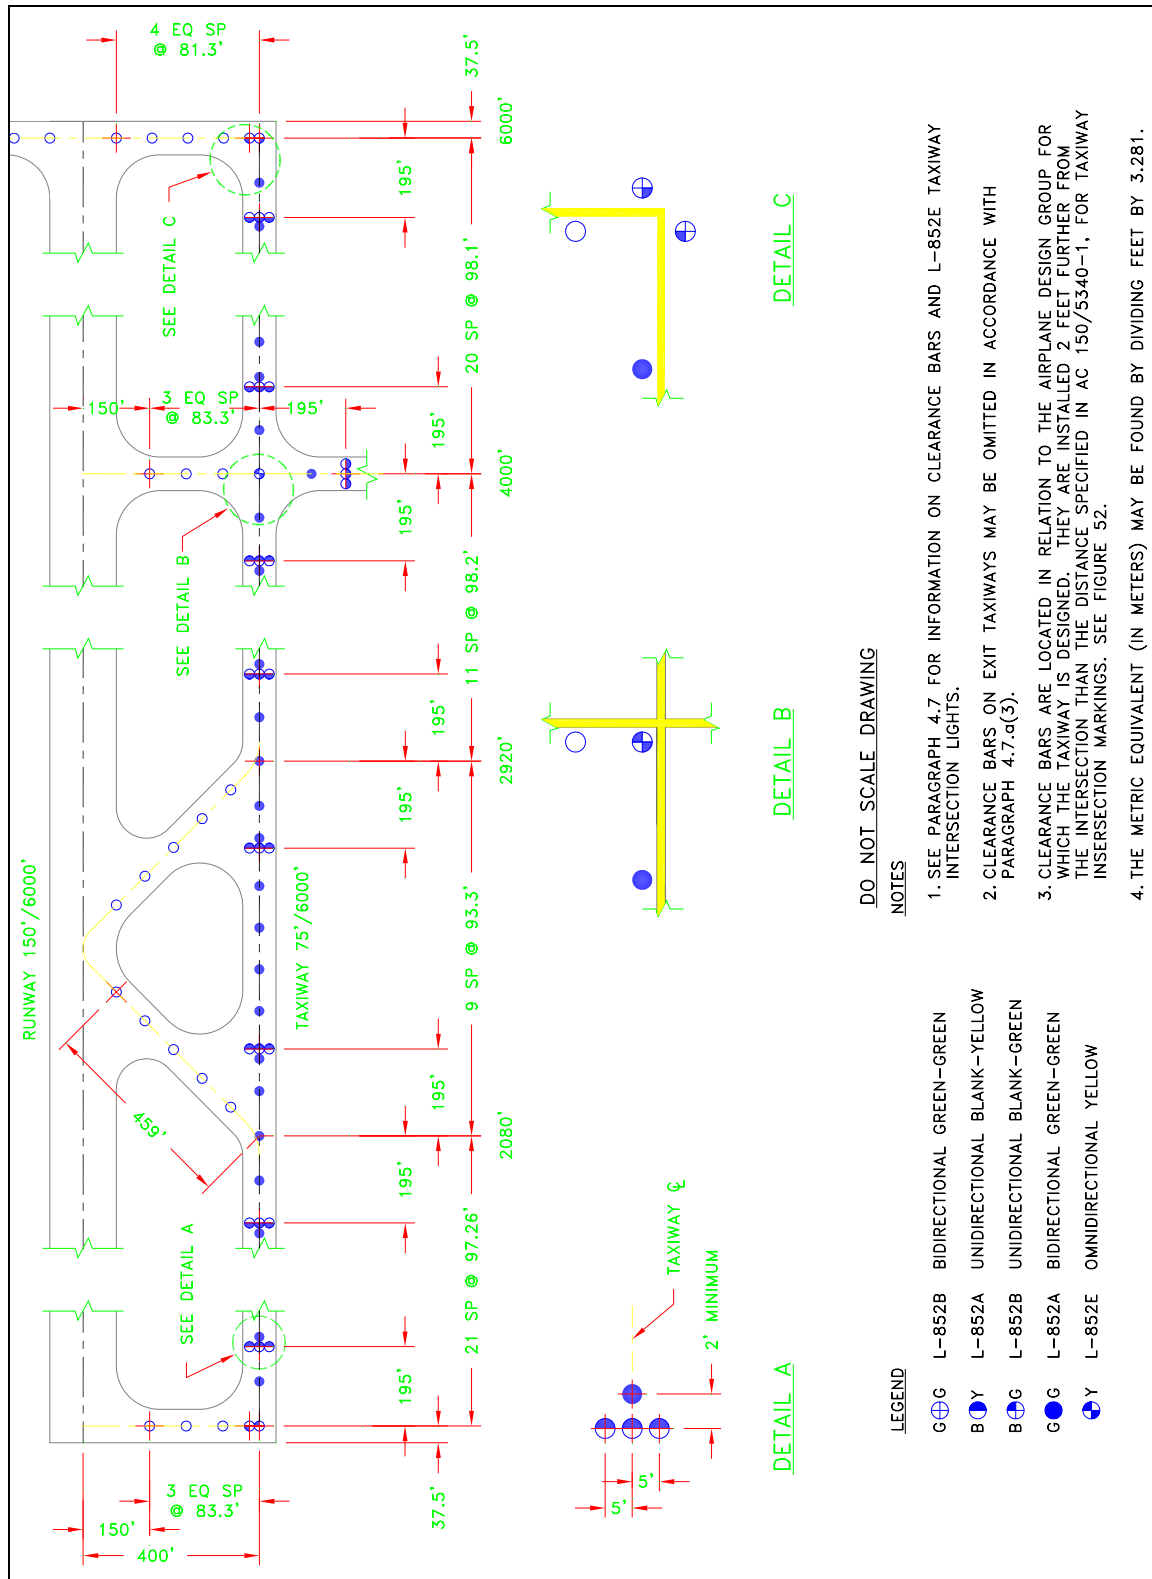 4 EQ SP
@ 81.3'
37.5'
6000'
195'
SEE DETAIL C
20 SP @ 98.1'
150'
3 EQ SP
@ 83.3'
195'
195'
4000'
195'
SEE DETAIL B
11 SP @ 98.2'
195'
2920'
195'
RUNWAY 150'/6000'
TAXIWAY 75'/6000'
9 SP @ 93.3'
459'
195'
2080'
195'
SEE DETAIL A
21 SP @ 97.26'
195'
3 EQ SP
@ 83.3'
150'
400'
37.5'
DETAIL A
5'
5'
2' MINIMUM
TAXIWAY ℄
DETAIL B
DETAIL C
DO NOT SCALE DRAWING
NOTES
1. SEE PARAGRAPH 4.7 FOR INFORMATION ON CLEARANCE BARS AND L-852E TAXIWAY
INTERSECTION LIGHTS.
2. CLEARANCE BARS ON EXIT TAXIWAYS MAY BE OMITTED IN ACCORDANCE WITH
PARAGRAPH 4.7.a(3).
3. CLEARANCE BARS ARE LOCATED IN RELATION TO THE AIRPLANE DESIGN GROUP FOR
WHICH THE TAXIWAY IS DESIGNED. THEY ARE INSTALLED 2 FEET FURTHER FROM
THE INTERSECTION THAN THE DISTANCE SPECIFIED IN AC 150/5340-1, FOR TAXIWAY
INSERSECTION MARKINGS. SEE FIGURE 52.
4. THE METRIC EQUIVALENT (IN METERS) MAY BE FOUND BY DIVIDING FEET BY 3.281.
LEGEND
G G L-852B BIDIRECTIONAL GREEN-GREEN
B Y L-852A UNIDIRECTIONAL BLANK-YELLOW
B G L-852B UNIDIRECTIONAL BLANK-GREEN
G G L-852A BIDIRECTIONAL GREEN-GREEN
Y L-852E OMNIDIRECTIONAL YELLOW